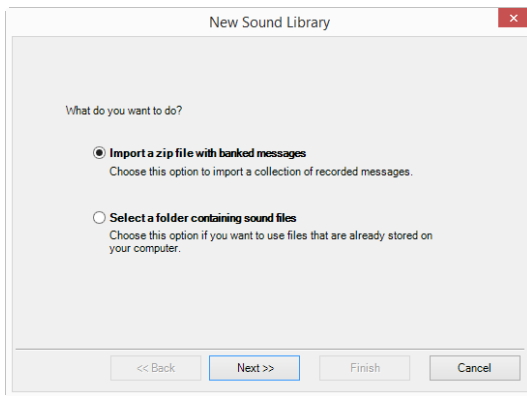 New Sound Library
What do you want to do?
Import a zip file with banked messages
Choose this option to import a collection of recorded messages.
Select a folder containing sound files
Choose this option if you want to use files that are already stored on
your computer.
<< Back
Next >>
Finish
Cancel